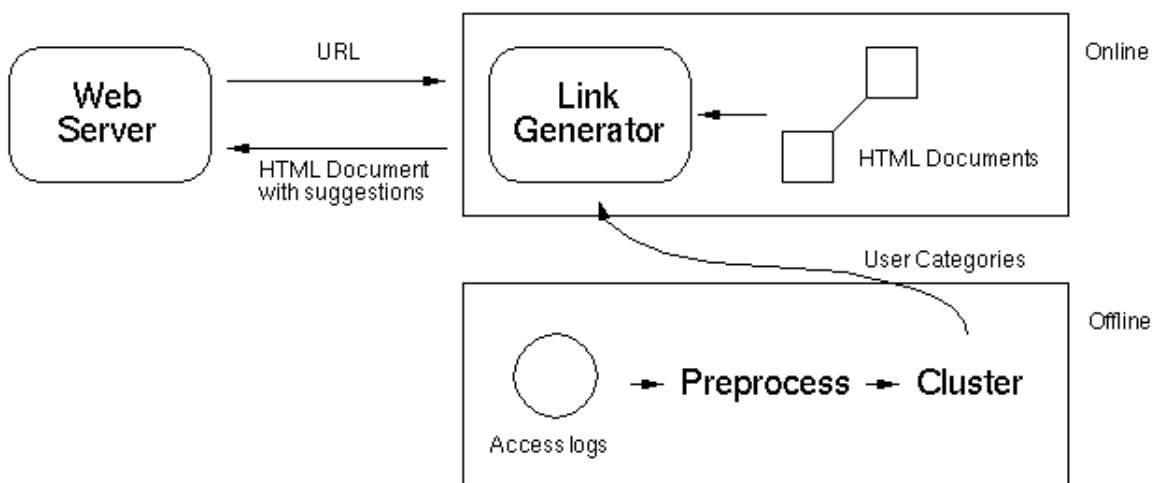 URL
Online
Web
Server
Link
Generator
HTML Document
with suggestions
HTML Documents
User Categories
Offline
Preprocess
Cluster
Access logs